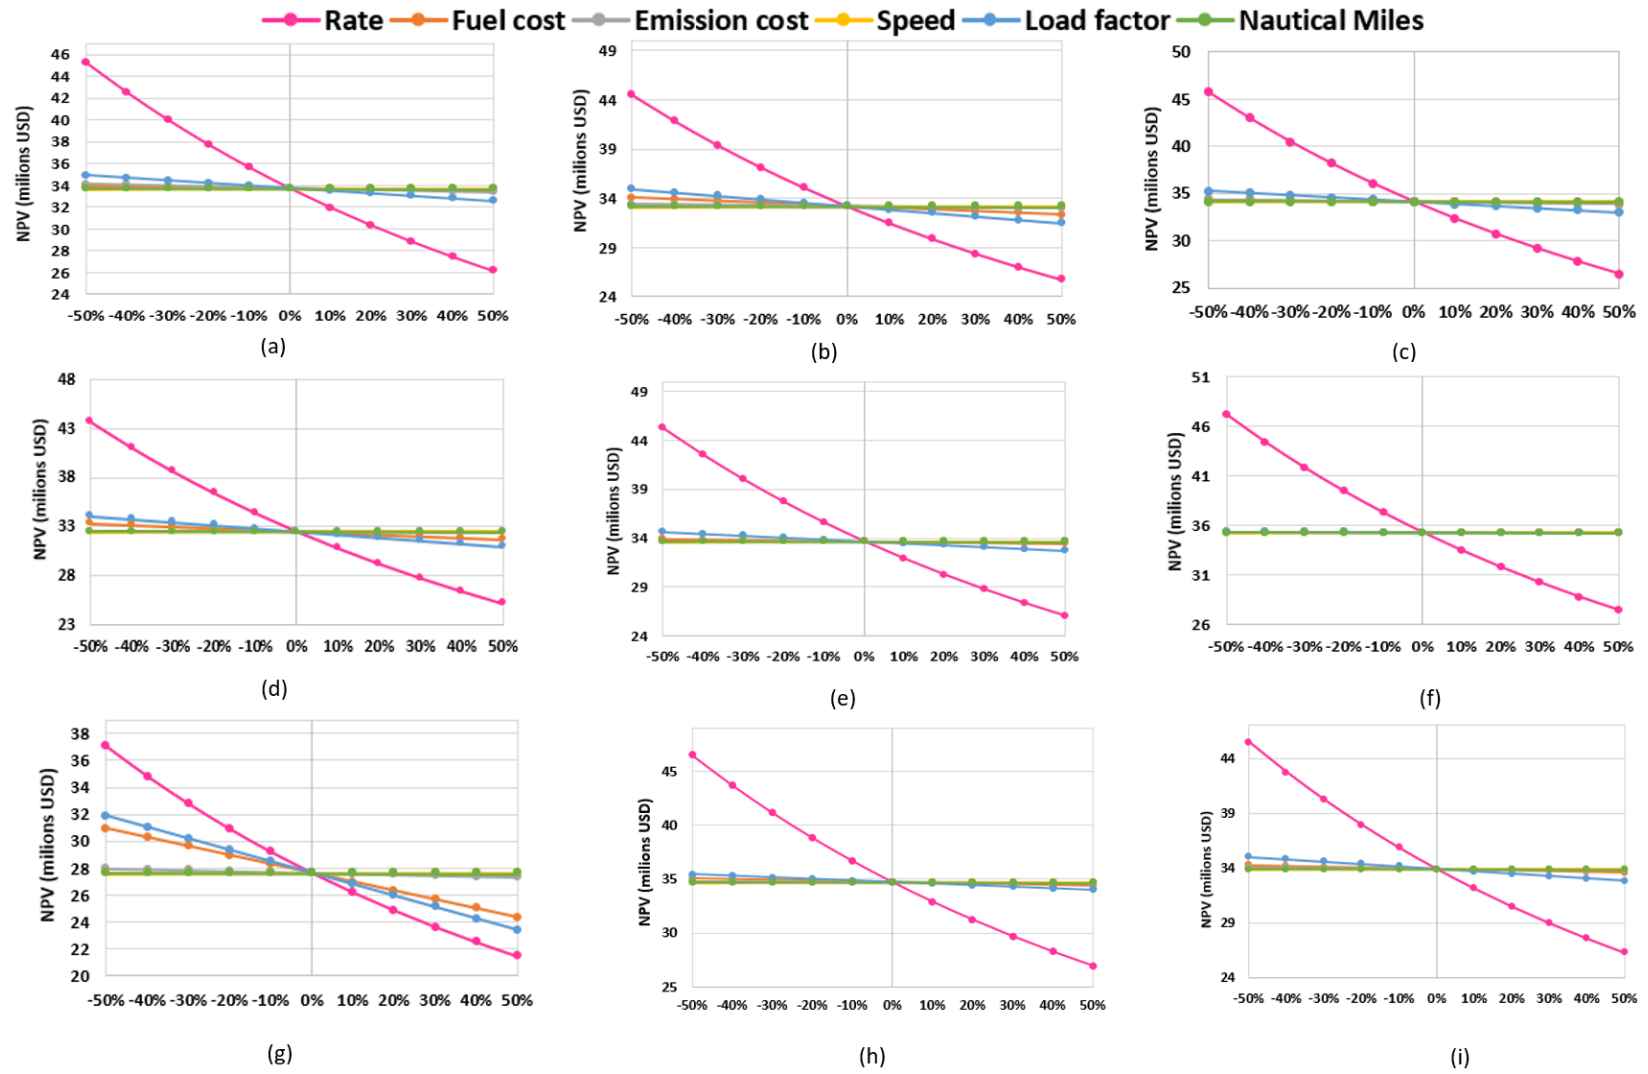 Rate Fuel cost Emission cost Speed Load factor Nautical Miles
NPV (milions USD)
46
44
42
40
38
36
34
32
30
28
26
24
-50% -40% -30% -20% -10% 0% 10% 20% 30% 40% 50%
(a)
NPV (milions USD)
49
44
39
34
29
24
-50% -40% -30% -20% -10% 0% 10% 20% 30% 40% 50%
(b)
NPV (milions USD)
50
45
40
35
30
25
-50% -40% -30% -20% -10% 0% 10% 20% 30% 40% 50%
(c)
NPV (milions USD)
48
43
38
33
28
23
-50% -40% -30% -20% -10% 0% 10% 20% 30% 40% 50%
(d)
NPV (milions USD)
49
44
39
34
29
24
-50% -40% -30% -20% -10% 0% 10% 20% 30% 40% 50%
(e)
NPV (milions USD)
51
46
41
36
31
26
-50% -40% -30% -20% -10% 0% 10% 20% 30% 40% 50%
(f)
NPV (milions USD)
38
36
34
32
30
28
26
24
22
20
-50% -40% -30% -20% -10% 0% 10% 20% 30% 40% 50%
(g)
NPV (milions USD)
45
40
35
30
25
-50% -40% -30% -20% -10% 0% 10% 20% 30% 40% 50%
(h)
NPV (milions USD)
44
39
34
29
24
-50% -40% -30% -20% -10% 0% 10% 20% 30% 40% 50%
(i)